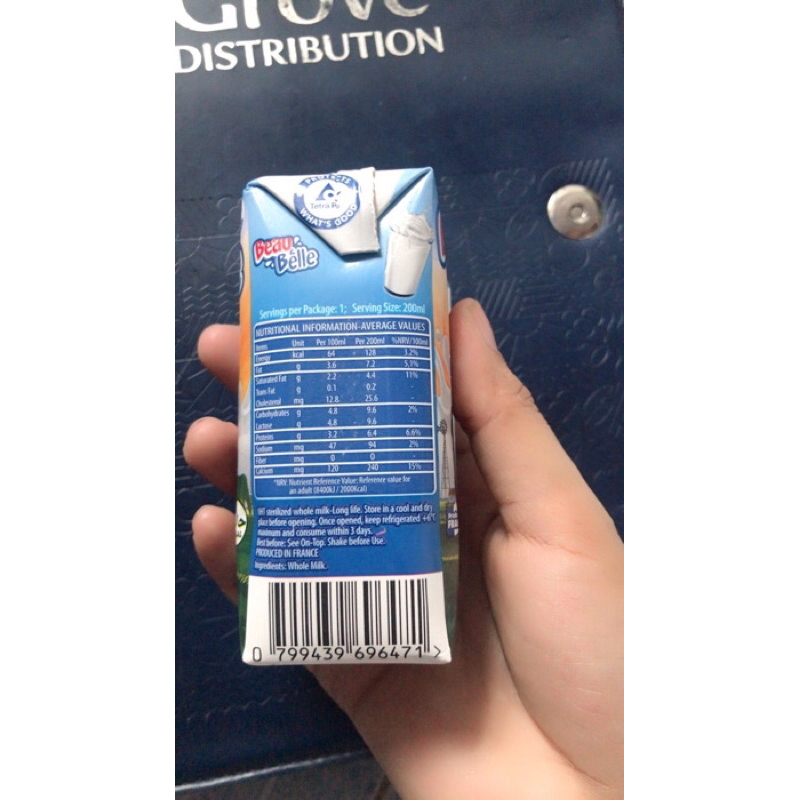 Grove
DISTRIBUTION
PROTECTS
Tetra Pa
WHAT'S GOOD
Beau
& Belle
Servings per Package: 1; Serving Size: 200ml
NUTRITIONAL INFORMATION-AVERAGE VALUES
Items Unit Per 100ml Per 200ml %NRV/100ml
Energy kcal 64 128 3.2%
Fat g 3.6 7.2 5,1%
Saturated Fat g 2.2 4.4 11%
Trans Fat g 0.1 0.2 -
Cholesterol mg 12.8 25.6 -
Carbohydrates g 4.8 9.6 2%
Lactose g 4.8 9.6 -
Proteins g 3.2 6.4 6.6%
Sodium mg 47 94 2%
Fiber mg 0 0 -
Calcium mg 120 240 15%
*NRV: Nutrient Reference Value: Reference value for
an adult (8400kJ / 2000Kcal)
UHT sterilized whole milk-Long life. Store in a cool and dry
place before opening. Once opened, keep refrigerated +6°C
maximum and consume within 3 days.
Best before: See On-Top. Shake before Use.
PRODUCED IN FRANCE
Ingredients: Whole Milk.
0 799439 696471 >